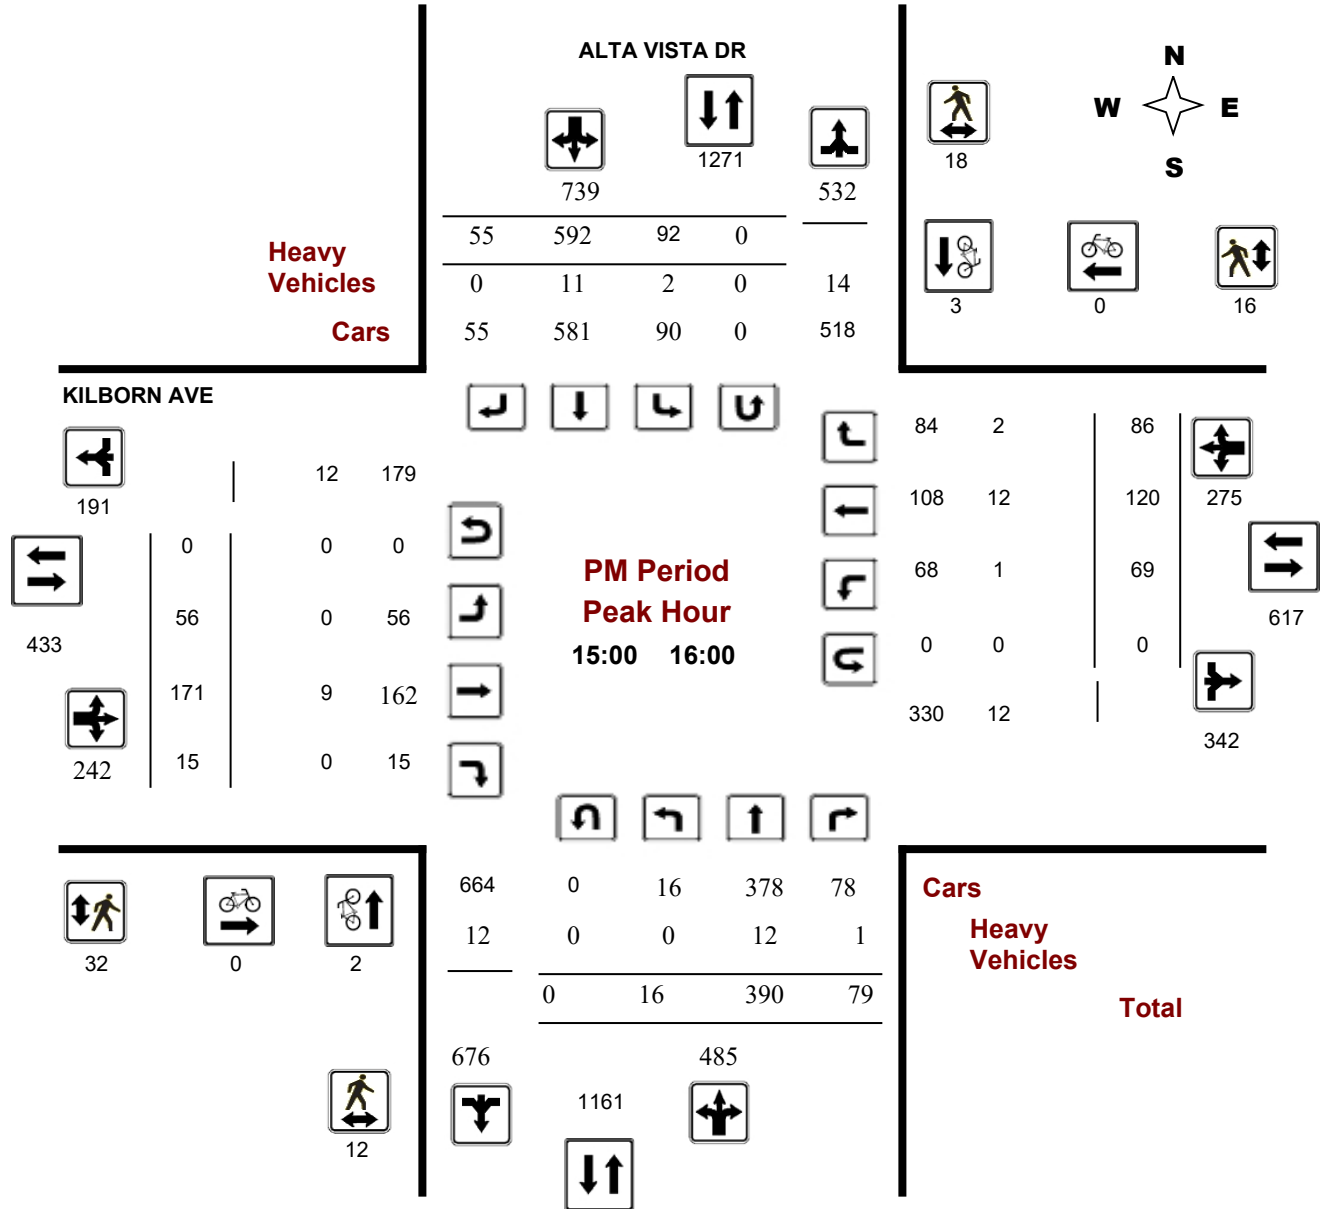 ALTA VISTA DR
N
W E
S
1271
18
739 532
55 592 92 0
Heavy
Vehicles
0 11 2 0 14
3 0 16
Cars
55 581 90 0 518
KILBORN AVE
84 2 86
12 179
191
108 12 120 275
0 0 0
PM Period
68 1 69
Peak Hour
56 0 56
617
433
15:00 16:00
0 0 0
171 9 162
330 12
342
242 15 0 15
664 0 16 378 78
Cars
12 0 0 12 1
Heavy
Vehicles
32 0 2
0 16 390 79
Total
676 485
1161
12